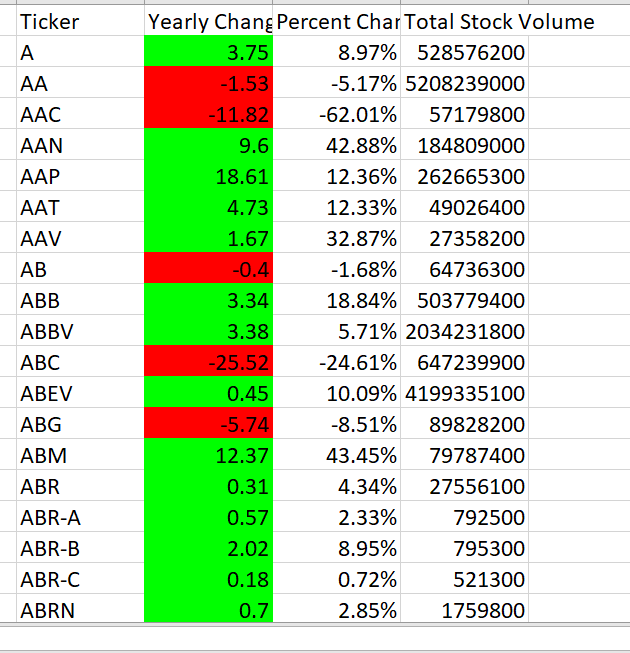 Ticker Yearly Chang Percent Char Total Stock Volume
A 3.75 8.97% 528576200
AA -1.53 -5.17% 5208239000
AAC -11.82 -62.01% 57179800
AAN 9.6 42.88% 184809000
AAP 18.61 12.36% 262665300
AAT 4.73 12.33% 49026400
AAV 1.67 32.87% 27358200
AB -0.4 -1.68% 64736300
ABB 3.34 18.84% 503779400
ABBV 3.38 5.71% 2034231800
ABC -25.52 -24.61% 647239900
ABEV 0.45 10.09% 4199335100
ABG -5.74 -8.51% 89828200
ABM 12.37 43.45% 79787400
ABR 0.31 4.34% 27556100
ABR-A 0.57 2.33% 792500
ABR-B 2.02 8.95% 795300
ABR-C 0.18 0.72% 521300
ABRN 0.7 2.85% 1759800